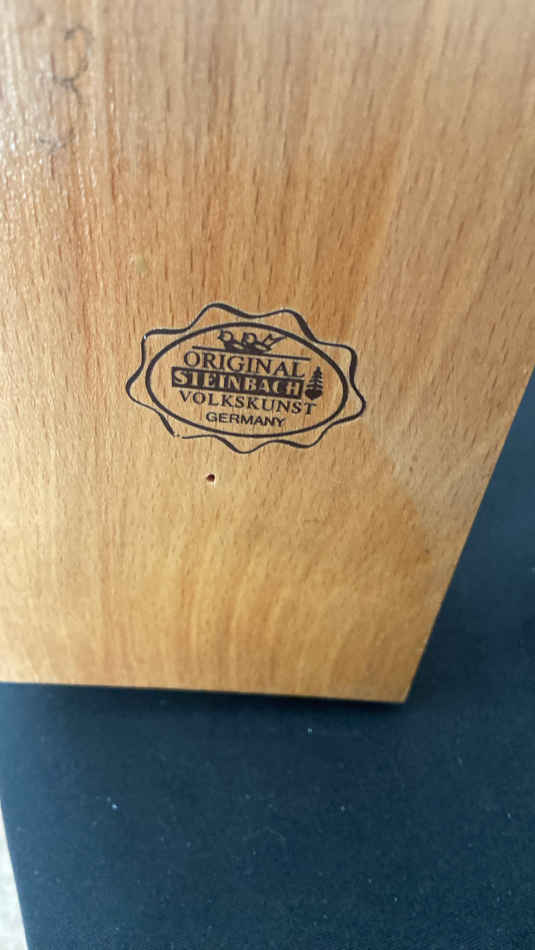 ORIGINAL
STEINBACH
VOLKSKUNST
GERMANY